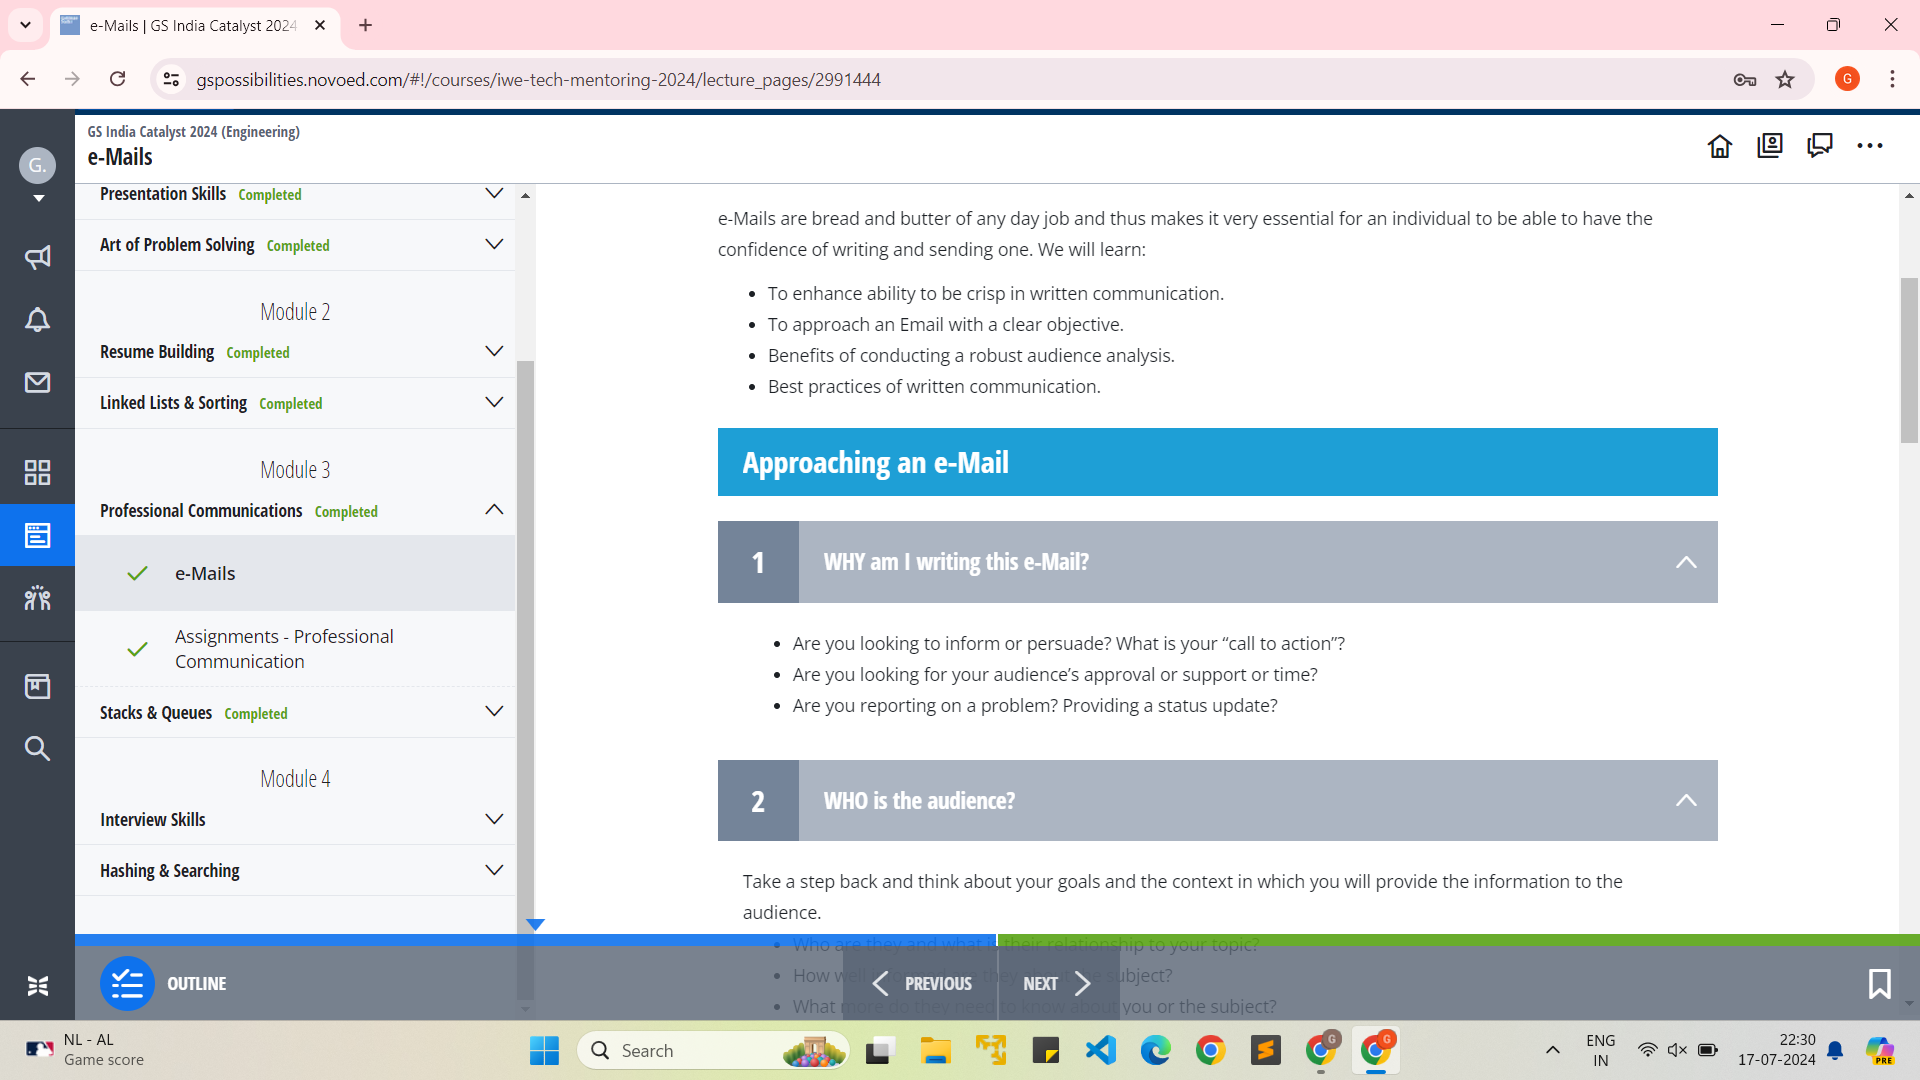 e-Mails | GS India Catalyst 2024
gspossibilities.novoed.com/#!/courses/iwe-tech-mentoring-2024/lecture_pages/2991444
G
GS India Catalyst 2024 (Engineering)
e-Mails
G.
Presentation Skills Completed
Art of Problem Solving Completed
Module 2
Resume Building Completed
Linked Lists & Sorting Completed
Module 3
Professional Communications Completed
e-Mails
Assignments - Professional
Communication
Stacks & Queues Completed
Module 4
Interview Skills
Hashing & Searching
e-Mails are bread and butter of any day job and thus makes it very essential for an individual to be able to have the
confidence of writing and sending one. We will learn:
• To enhance ability to be crisp in written communication.
• To approach an Email with a clear objective.
• Benefits of conducting a robust audience analysis.
• Best practices of written communication.
Approaching an e-Mail
1 WHY am I writing this e-Mail?
• Are you looking to inform or persuade? What is your “call to action”?
• Are you looking for your audience’s approval or support or time?
• Are you reporting on a problem? Providing a status update?
2 WHO is the audience?
Take a step back and think about your goals and the context in which you will provide the information to the
audience.
• Who are they and what is their relationship to your topic?
• How well informed are they about the subject?
• What more do they need to know about you or the subject?
OUTLINE
PREVIOUS
NEXT
NL - AL
Game score
Search
G
G
ENG
IN
22:30
17-07-2024
PRE